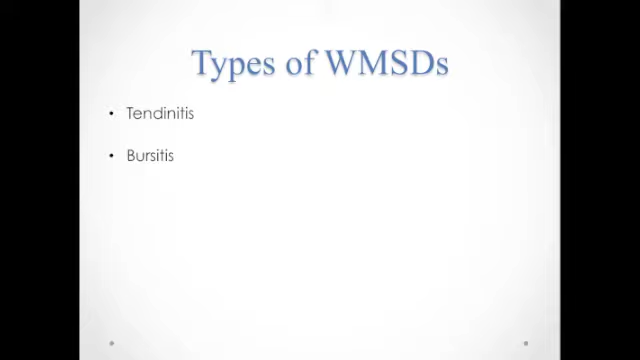 Types of WMSDs
• Tendinitis
• Bursitis